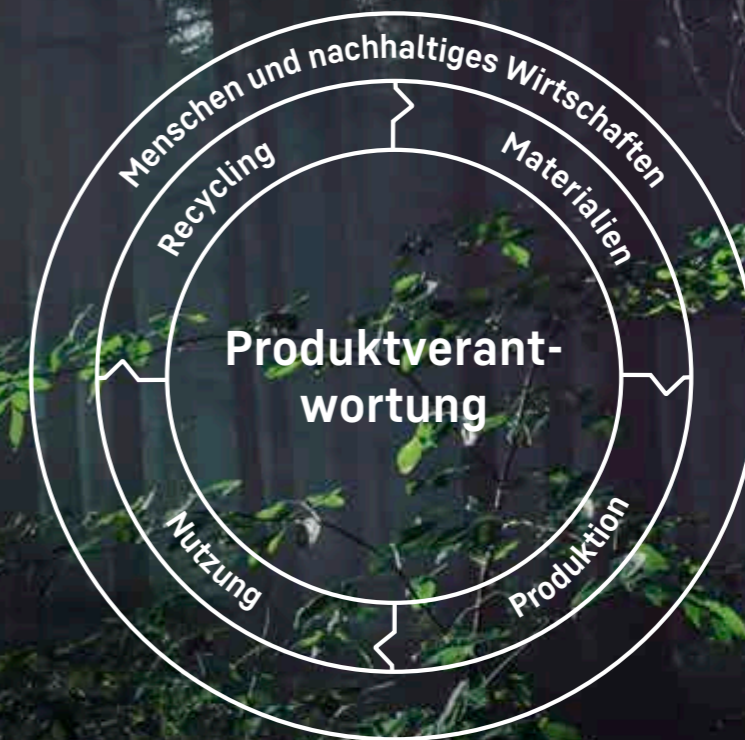 Menschen und nachhaltiges Wirtschaften
Recycling
Materialien
Produktverant-
wortung
Nutzung
Produktion